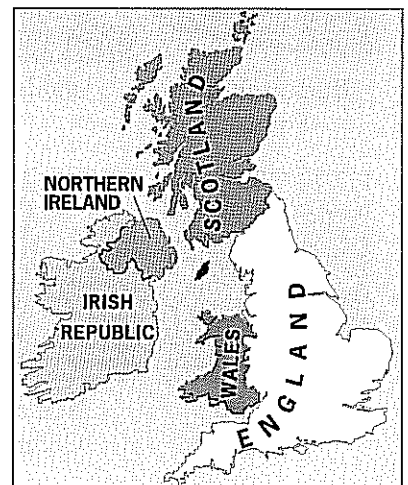 SCOTLAND
NORTHERN
IRELAND
IRISH
REPUBLIC
WALES
ENGLAND